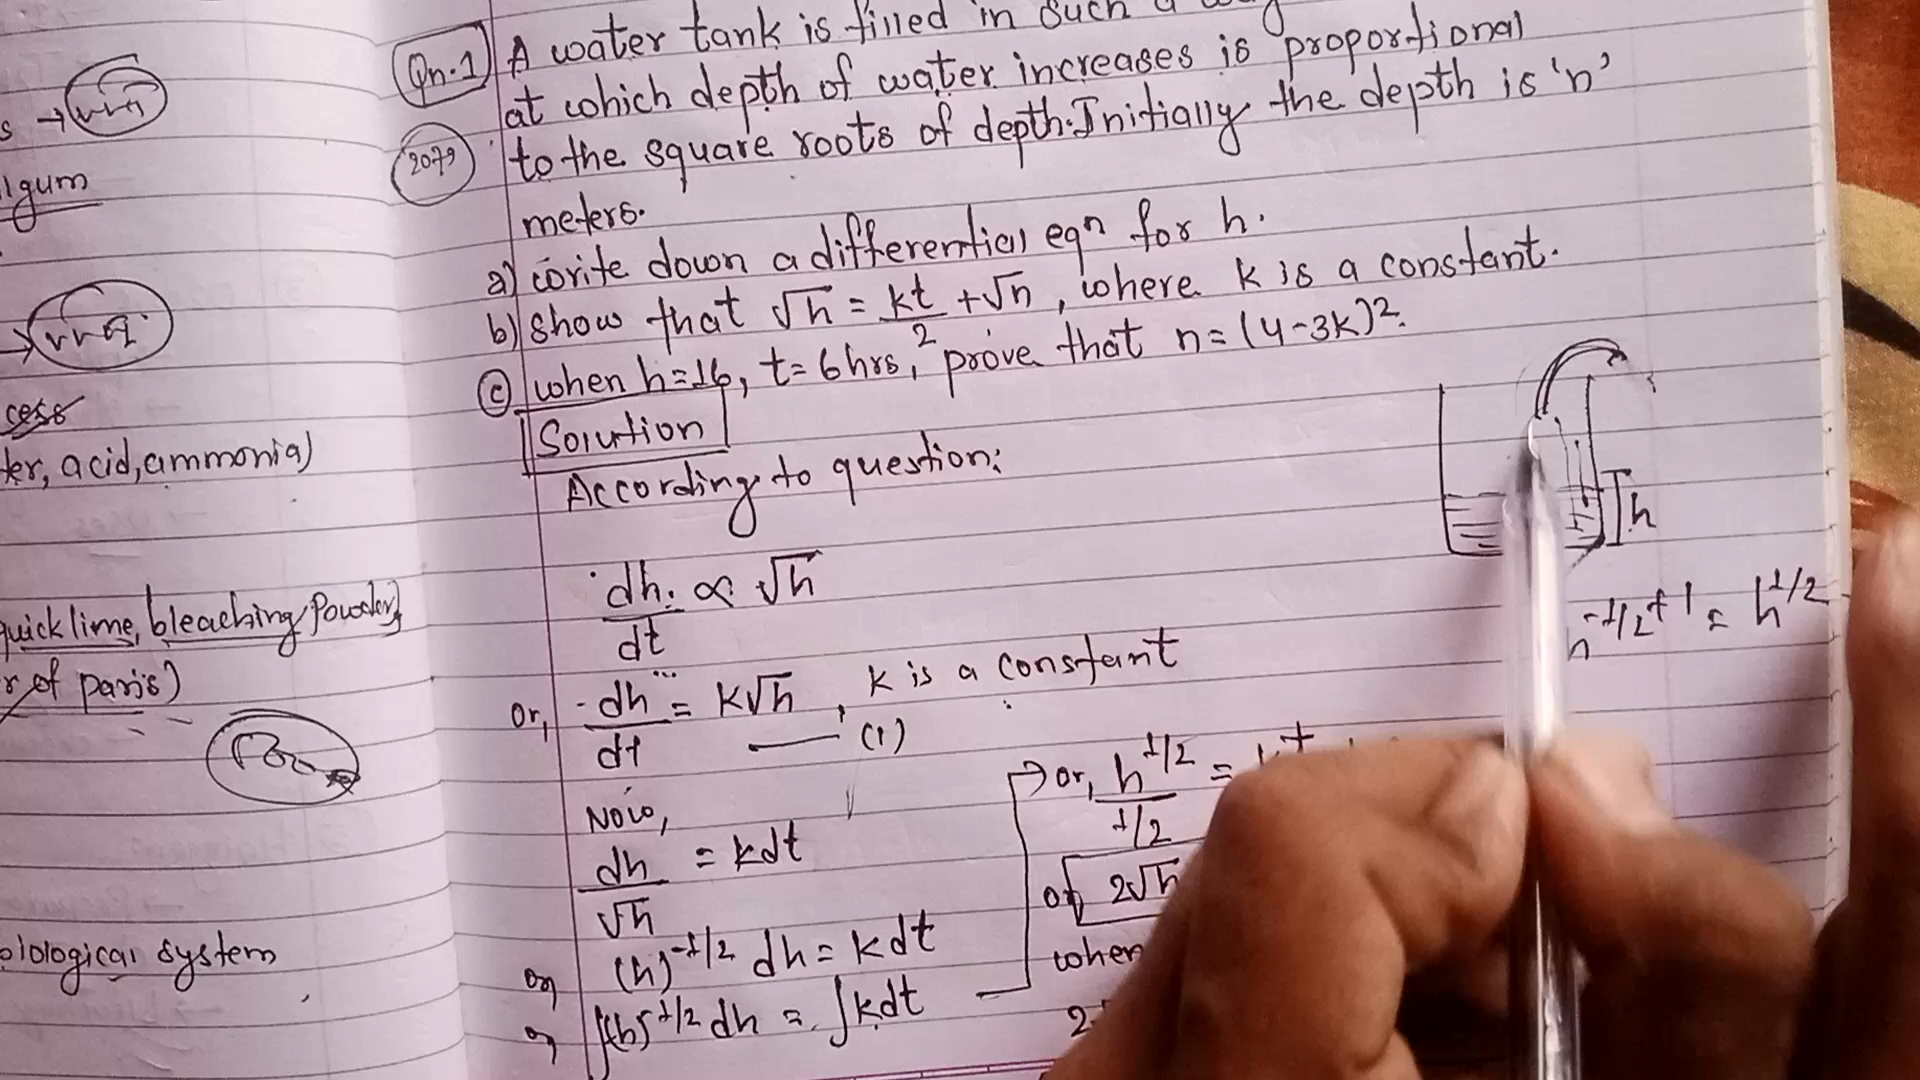 s →
lgum
cess
ter, acid, ammonia)
quick lime, bleaching Powder)
r of paris)
biological system
Qn.1 A water tank is filled in such a way
at which depth of water increases is proportional
2079 to the square roots of depth. Initially the depth is 'n'
meters.
a) write down a differential eqn for h.
b) show that √h = kt/2 + √n, where k is a constant.
c) when h=16, t=6hrs, prove that n=(4-3k)².
Solution
According to question:
dh/dt ∝ √h
or, dh/dt = k√h, k is a constant
(1)
Now,
dh/√h = kdt
or (h)^-1/2 dh = kdt
or ∫(h)^-1/2 dh = ∫kdt
h
h^-1/2+1 = h^1/2
→ or, h^1/2 / 1/2 =
or 2√h
when
2